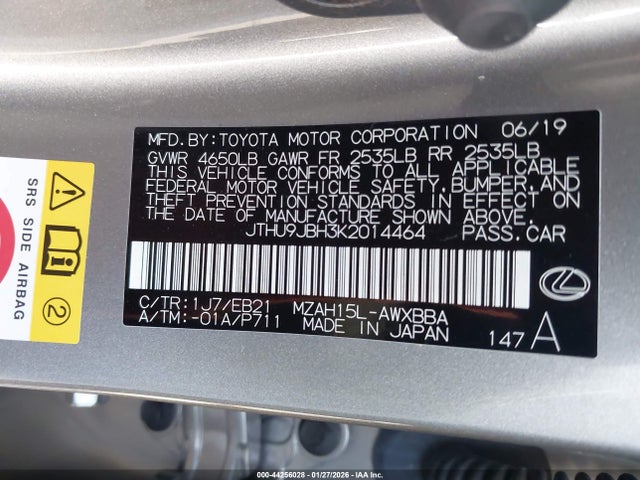 MFD.BY:TOYOTA MOTOR CORPORATION 06/19
GVWR 4650LB GAWR FR 2535LB RR 2535LB
THIS VEHICLE CONFORMS TO ALL APPLICABLE
FEDERAL MOTOR VEHICLE SAFETY,BUMPER,AND
THEFT PREVENTION STANDARDS IN EFFECT ON
THE DATE OF MANUFACTURE SHOWN ABOVE.
JTHU9JBH3K2014464 PASS.CAR
C/TR:1J7/EB21 MZAH15L-AWXBBA
A/TM:-01A/P711 MADE IN JAPAN 147A
SRS SIDE AIRBAG
2
000-44256028 | 01/27/2026 | IAA Inc.